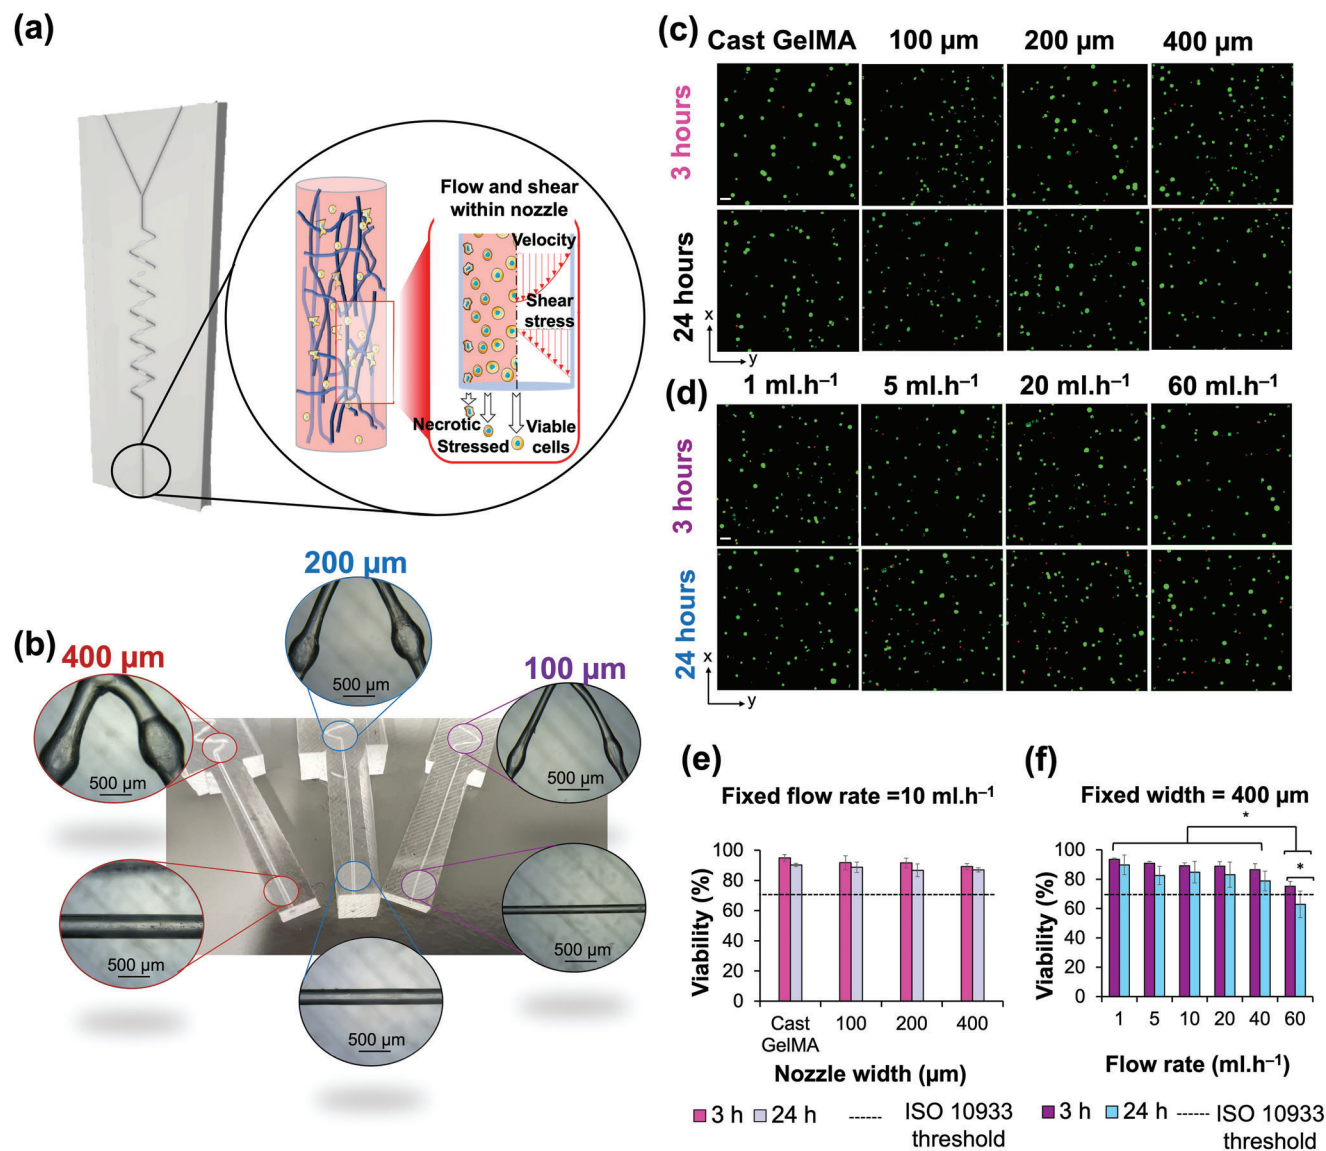 (a)
Flow and shear
within nozzle
Velocity
Shear
stress
Necrotic
Stressed
Viable
cells
(b)
400 µm
200 µm
100 µm
500 µm
500 µm
500 µm
500 µm
500 µm
500 µm
(c)
Cast GelMA 100 µm 200 µm 400 µm
3 hours
24 hours
x
y
(d)
1 ml.h⁻¹ 5 ml.h⁻¹ 20 ml.h⁻¹ 60 ml.h⁻¹
3 hours
24 hours
x
y
(e)
Fixed flow rate =10 ml.h⁻¹
Viability (%)
100
80
60
40
20
0
Cast
GelMA
100 200 400
Nozzle width (µm)
3 h 24 h ISO 10933
threshold
(f)
Fixed width = 400 µm
*
*
Viability (%)
100
80
60
40
20
0
1 5 10 20 40 60
Flow rate (ml.h⁻¹)
3 h 24 h ISO 10933
threshold